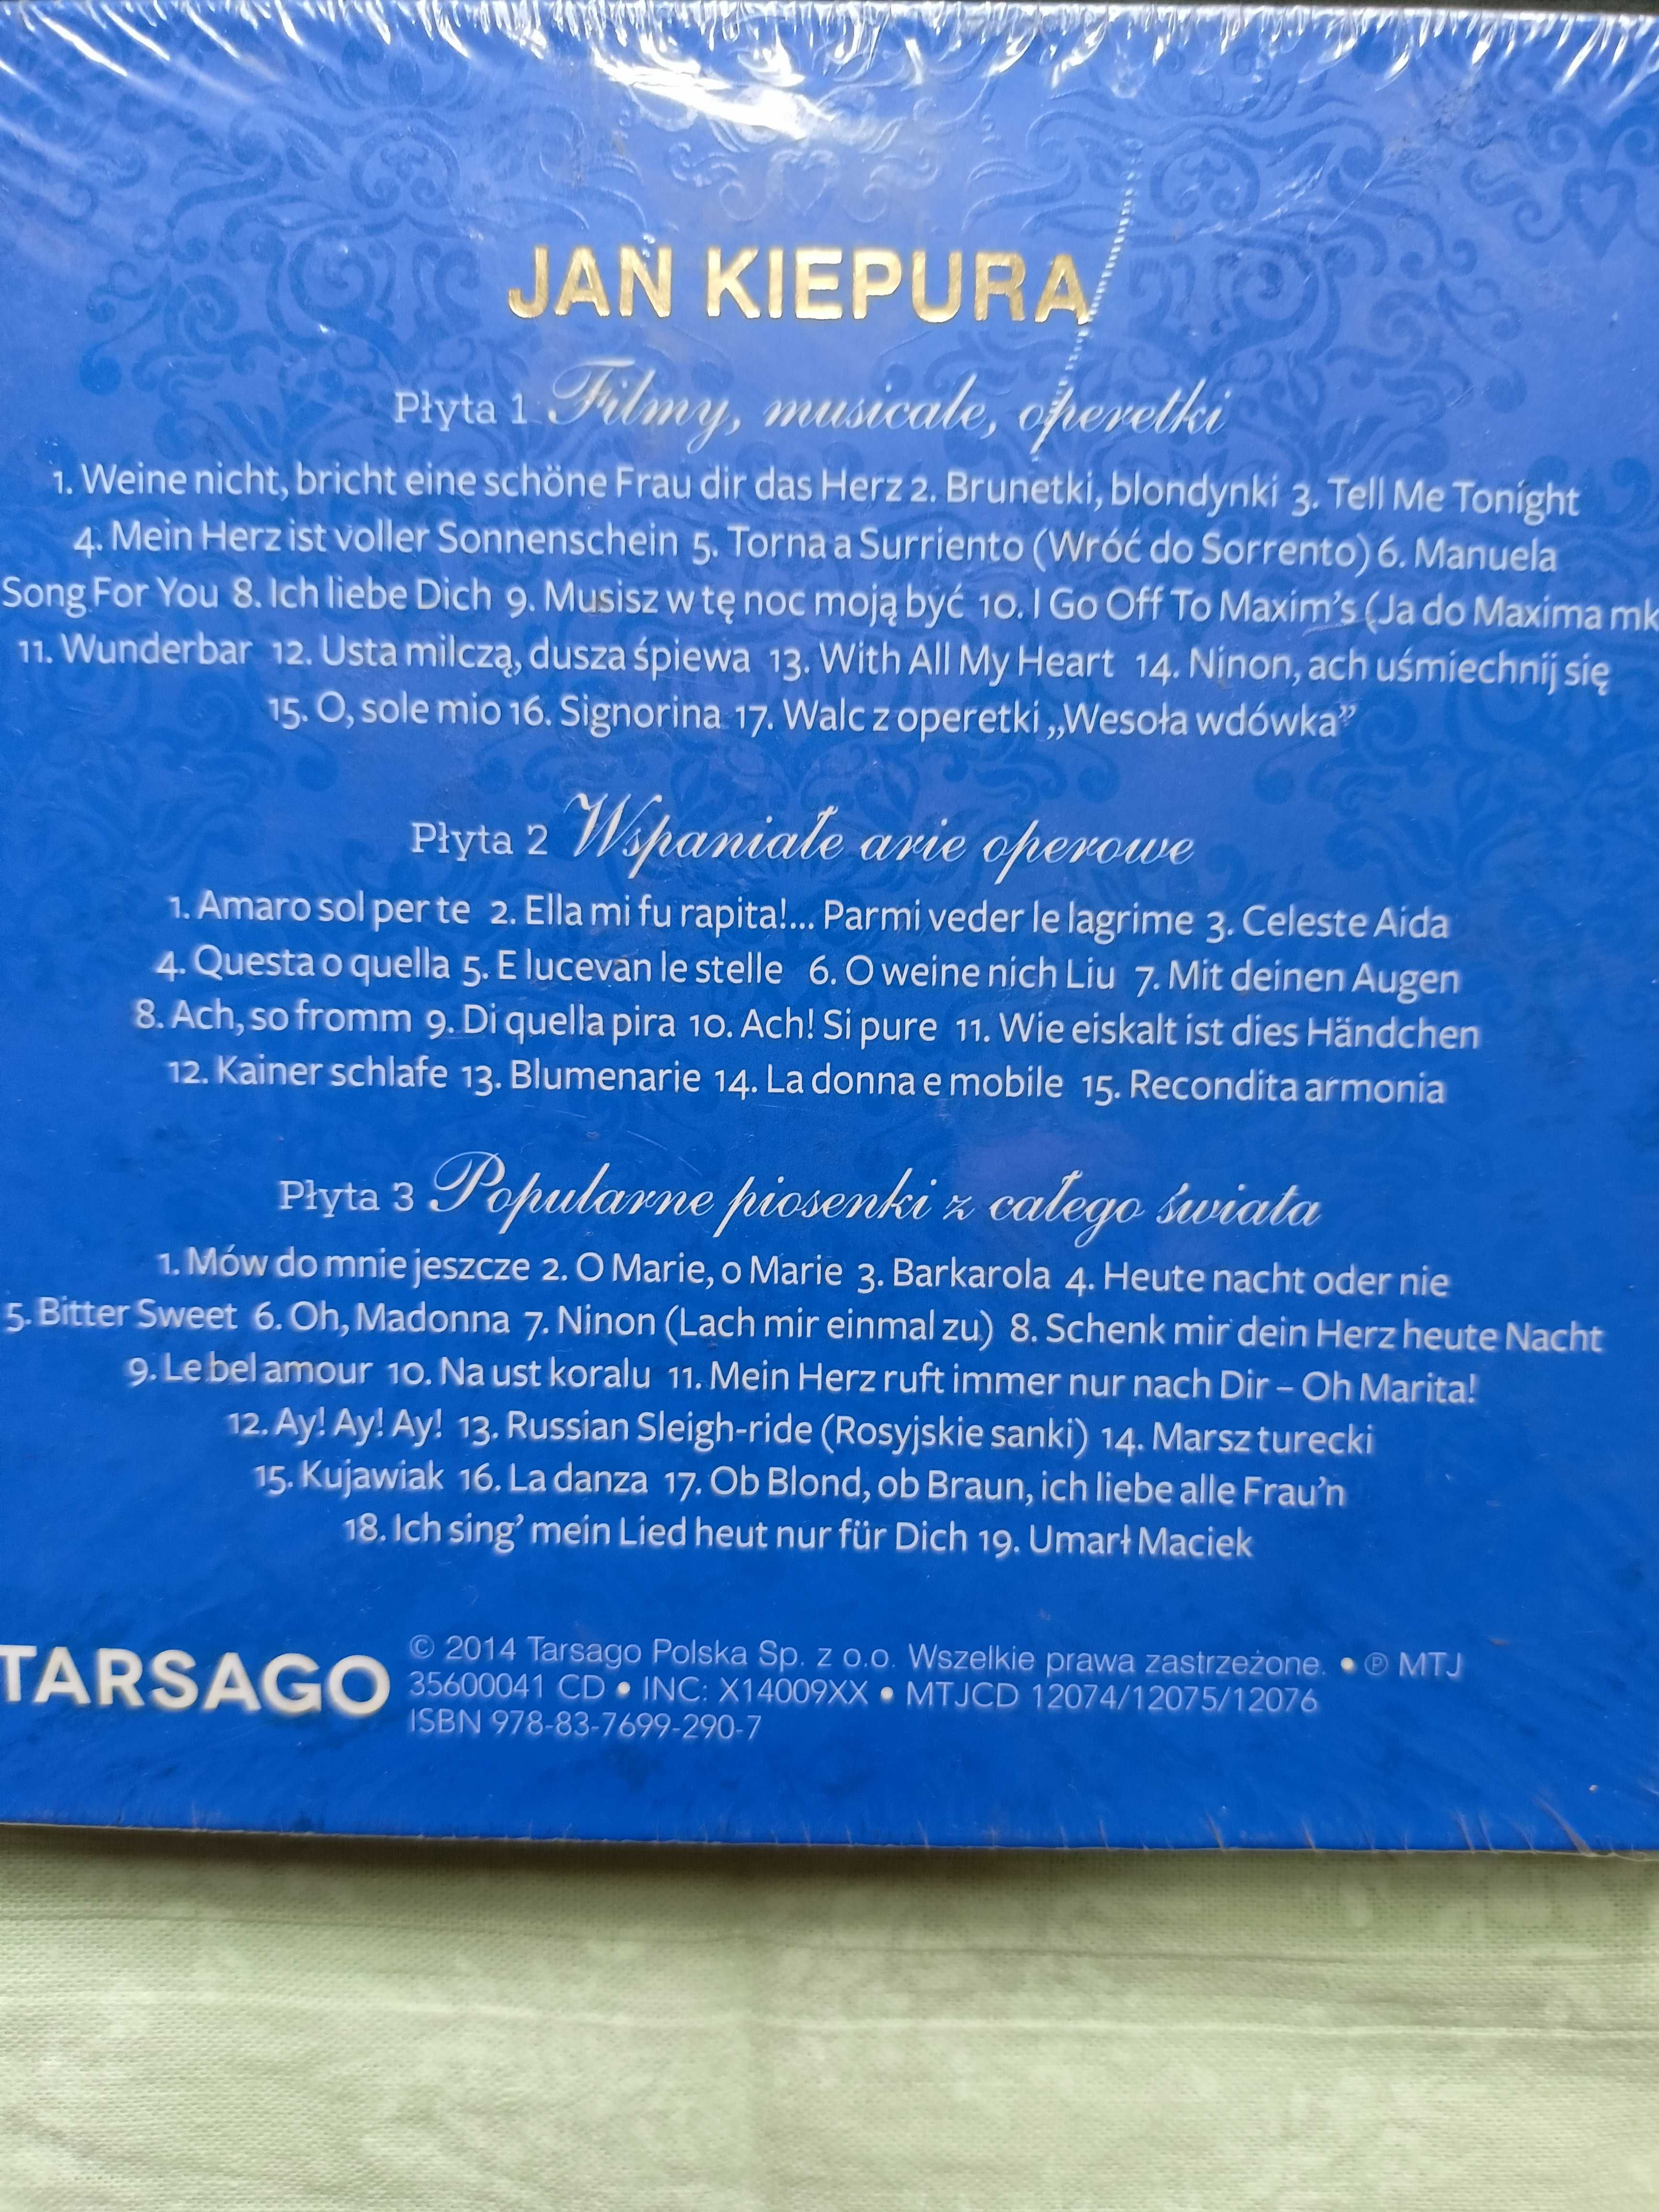 JAN KIEPURA
Płyta 1 Filmy, musicale, operetki
1. Weine nicht, bricht eine schöne Frau dir das Herz 2. Brunetki, blondynki 3. Tell Me Tonight
4. Mein Herz ist voller Sonnenschein 5. Torna a Surriento (Wróć do Sorrento) 6. Manuela
Song For You 8. Ich liebe Dich 9. Musisz w tę noc moją być 10. I Go Off To Maxim's (Ja do Maxima mk
11. Wunderbar 12. Usta milczą, dusza śpiewa 13. With All My Heart 14. Ninon, ach uśmiechnij się
15. O, sole mio 16. Signorina 17. Walc z operetki „Wesoła wdówka”
Płyta 2 Wspaniałe arie operowe
1. Amaro sol per te 2. Ella mi fu rapita!... Parmi veder le lagrime 3. Celeste Aida
4. Questa o quella 5. E lucevan le stelle 6. O weine nich Liu 7. Mit deinen Augen
8. Ach, so fromm 9. Di quella pira 10. Ach! Si pure 11. Wie eiskalt ist dies Händchen
12. Kainer schlafe 13. Blumenarie 14. La donna e mobile 15. Recondita armonia
Płyta 3 Popularne piosenki z całego świata
1. Mów do mnie jeszcze 2. O Marie, o Marie 3. Barkarola 4. Heute nacht oder nie
5. Bitter Sweet 6. Oh, Madonna 7. Ninon (Lach mir einmal zu) 8. Schenk mir dein Herz heute Nacht
9. Le bel amour 10. Na ust koralu 11. Mein Herz ruft immer nur nach Dir – Oh Marita!
12. Ay! Ay! Ay! 13. Russian Sleigh-ride (Rosyjskie sanki) 14. Marsz turecki
15. Kujawiak 16. La danza 17. Ob Blond, ob Braun, ich liebe alle Frau'n
18. Ich sing' mein Lied heut nur für Dich 19. Umarł Maciek
TARSAGO
© 2014 Tarsago Polska Sp. z o.o. Wszelkie prawa zastrzeżone. • ℗ MTJ
35600041 CD • INC: X14009XX • MTJCD 12074/12075/12076
ISBN 978-83-7699-290-7